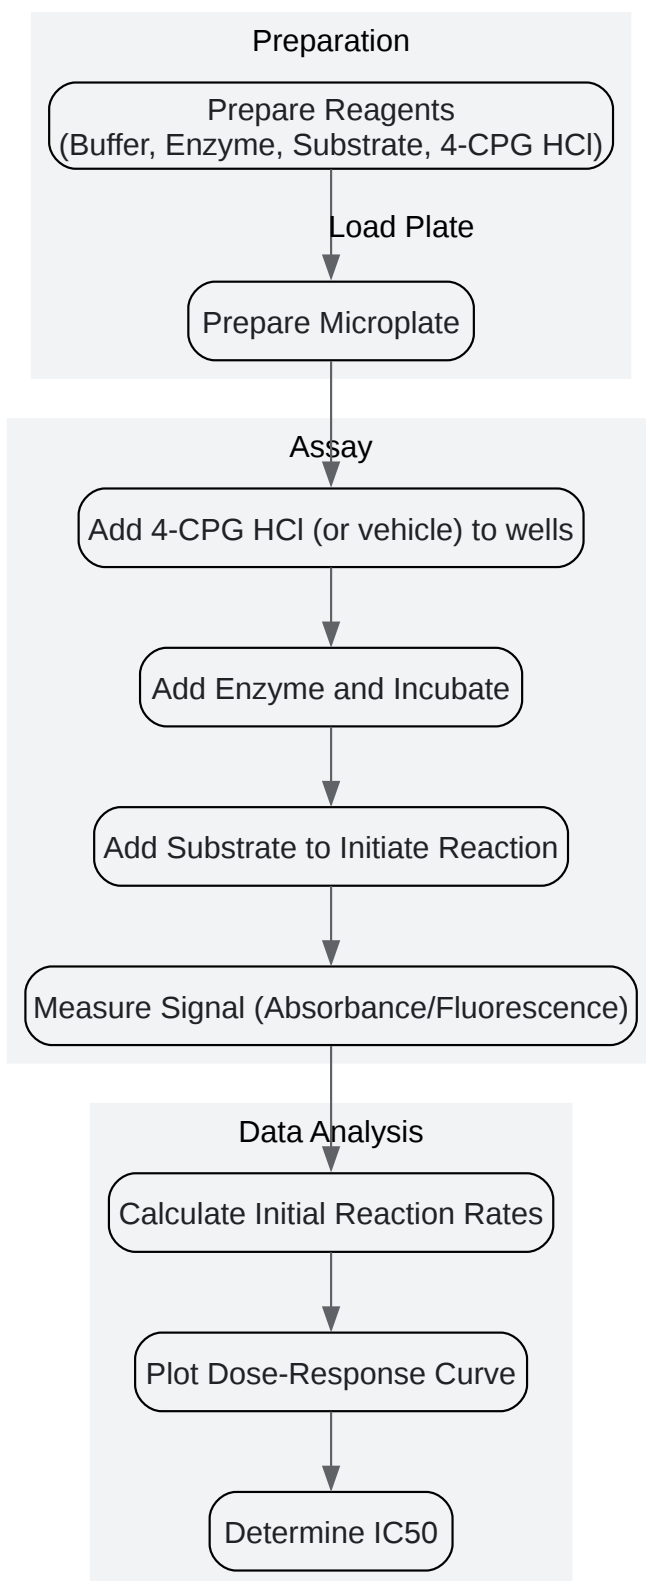 Preparation
Prepare Reagents
(Buffer, Enzyme, Substrate, 4-CPG HCl)
Load Plate
Prepare Microplate
Assay
Add 4-CPG HCl (or vehicle) to wells
Add Enzyme and Incubate
Add Substrate to Initiate Reaction
Measure Signal (Absorbance/Fluorescence)
Data Analysis
Calculate Initial Reaction Rates
Plot Dose-Response Curve
Determine IC50